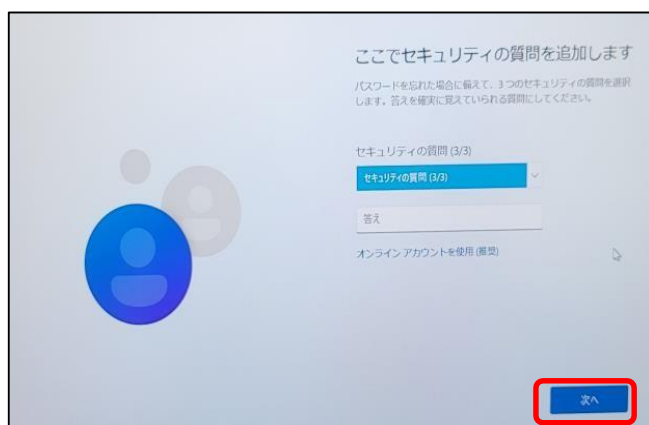 ここでセキュリティの質問を追加します
パスワードを忘れた場合に備えて、3 つのセキュリティの質問を選択
します。答えを確実に覚えていられる質問にしてください。
セキュリティの質問 (3/3)
セキュリティの質問 (3/3)
答え
オンライン アカウントを使用 (推奨)
次へ